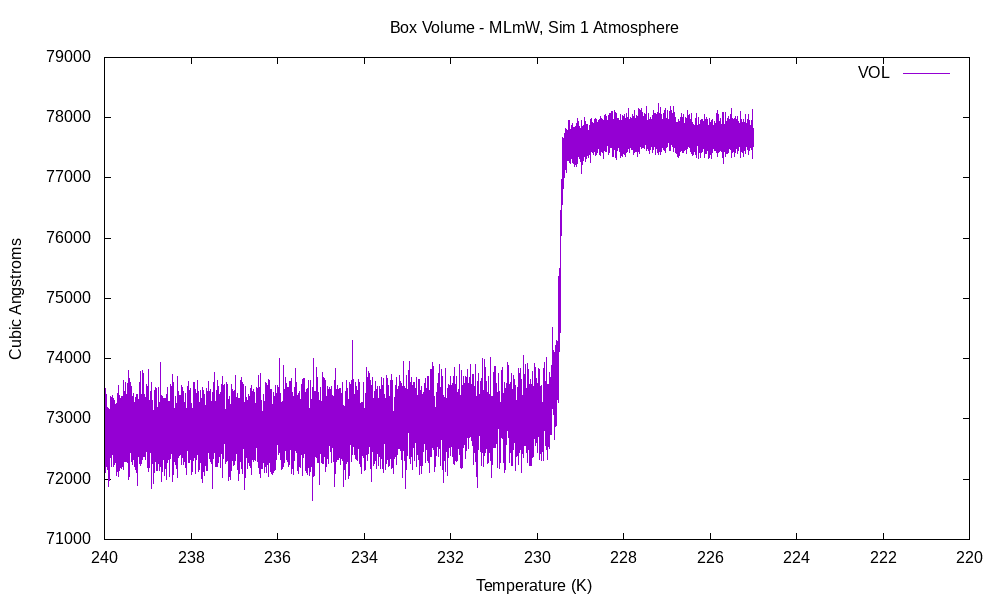 Box Volume - MLmW, Sim 1 Atmosphere
79000
VOL
78000
77000
76000
75000
74000
73000
72000
71000
Cubic Angstroms
240 238 236 234 232 230 228 226 224 222 220
Temperature (K)